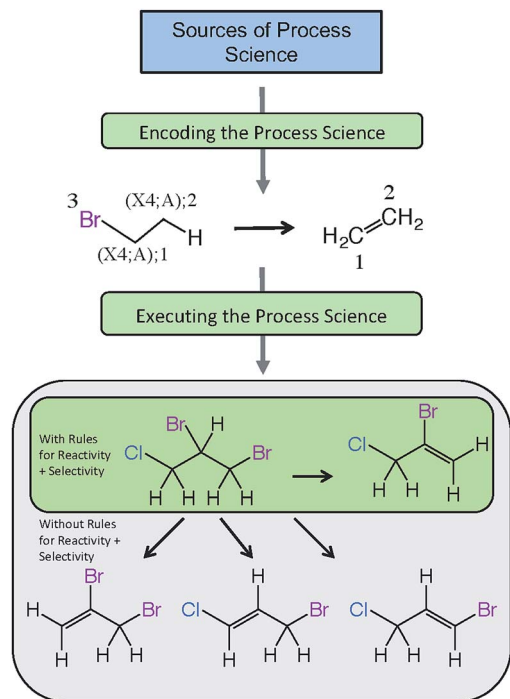 Sources of Process
Science
Encoding the Process Science
3 (X4;A);2 2
Br H CH2
H2C
(X4;A);1 1
Executing the Process Science
Br
Br H
With Rules
for Reactivity
+ Selectivity
Cl Br Cl H
H H H H H H H
Without Rules
for Reactivity +
Selectivity
Br H H
H Br Cl Br Cl Br
H H H H H H H H H